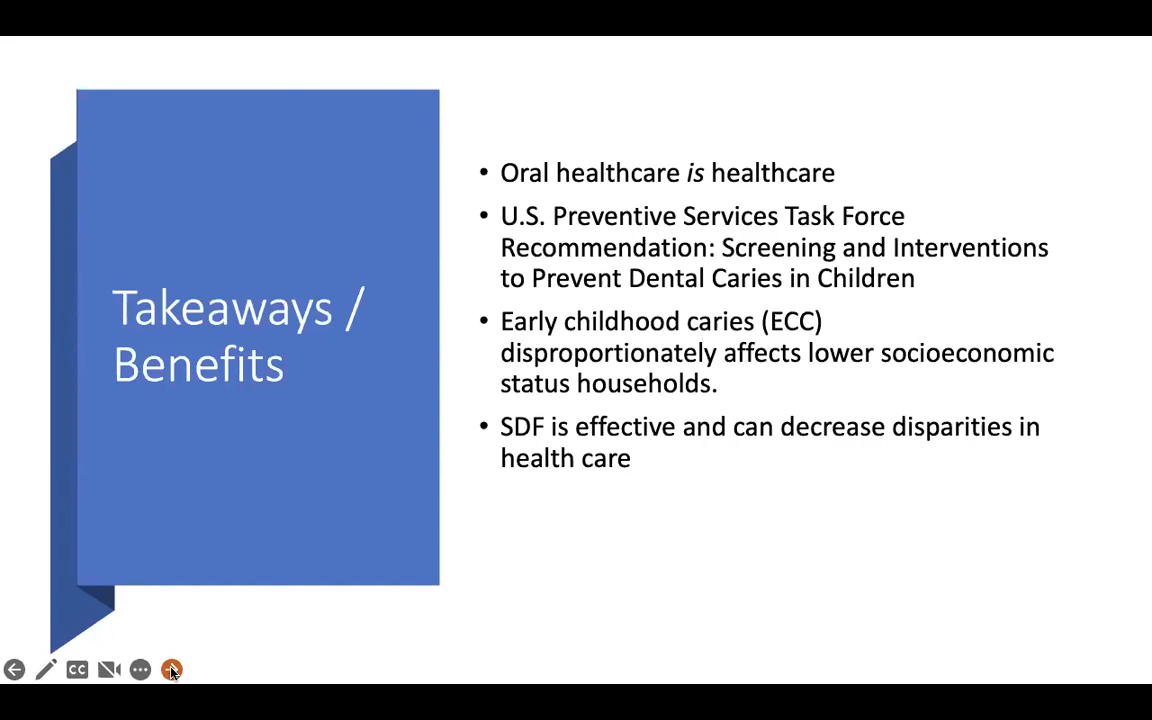 Takeaways /
Benefits
• Oral healthcare is healthcare
• U.S. Preventive Services Task Force
Recommendation: Screening and Interventions
to Prevent Dental Caries in Children
• Early childhood caries (ECC)
disproportionately affects lower socioeconomic
status households.
• SDF is effective and can decrease disparities in
health care
CC